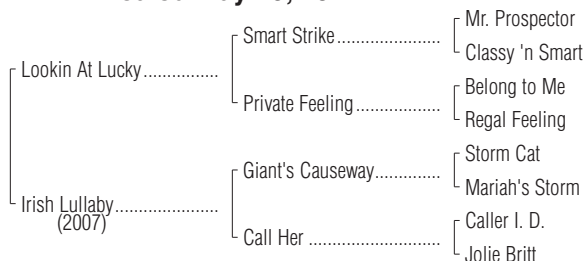 Smart Strike....................
Mr. Prospector
Classy 'n Smart
Lookin At Lucky..............
Private Feeling.................
Belong to Me
Regal Feeling
Giant's Causeway.............
Storm Cat
Mariah's Storm
Irish Lullaby...................
(2007)
Call Her ..........................
Caller I. D.
Jolie Britt